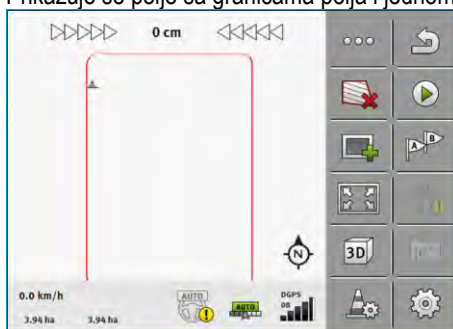 Prikazuje se polje sa granicama polja i jednom
0 cm
A B
N
3D
0.0 km/h
AUTO
AUTO
DGPS
08
3.94 ha 3.94 ha